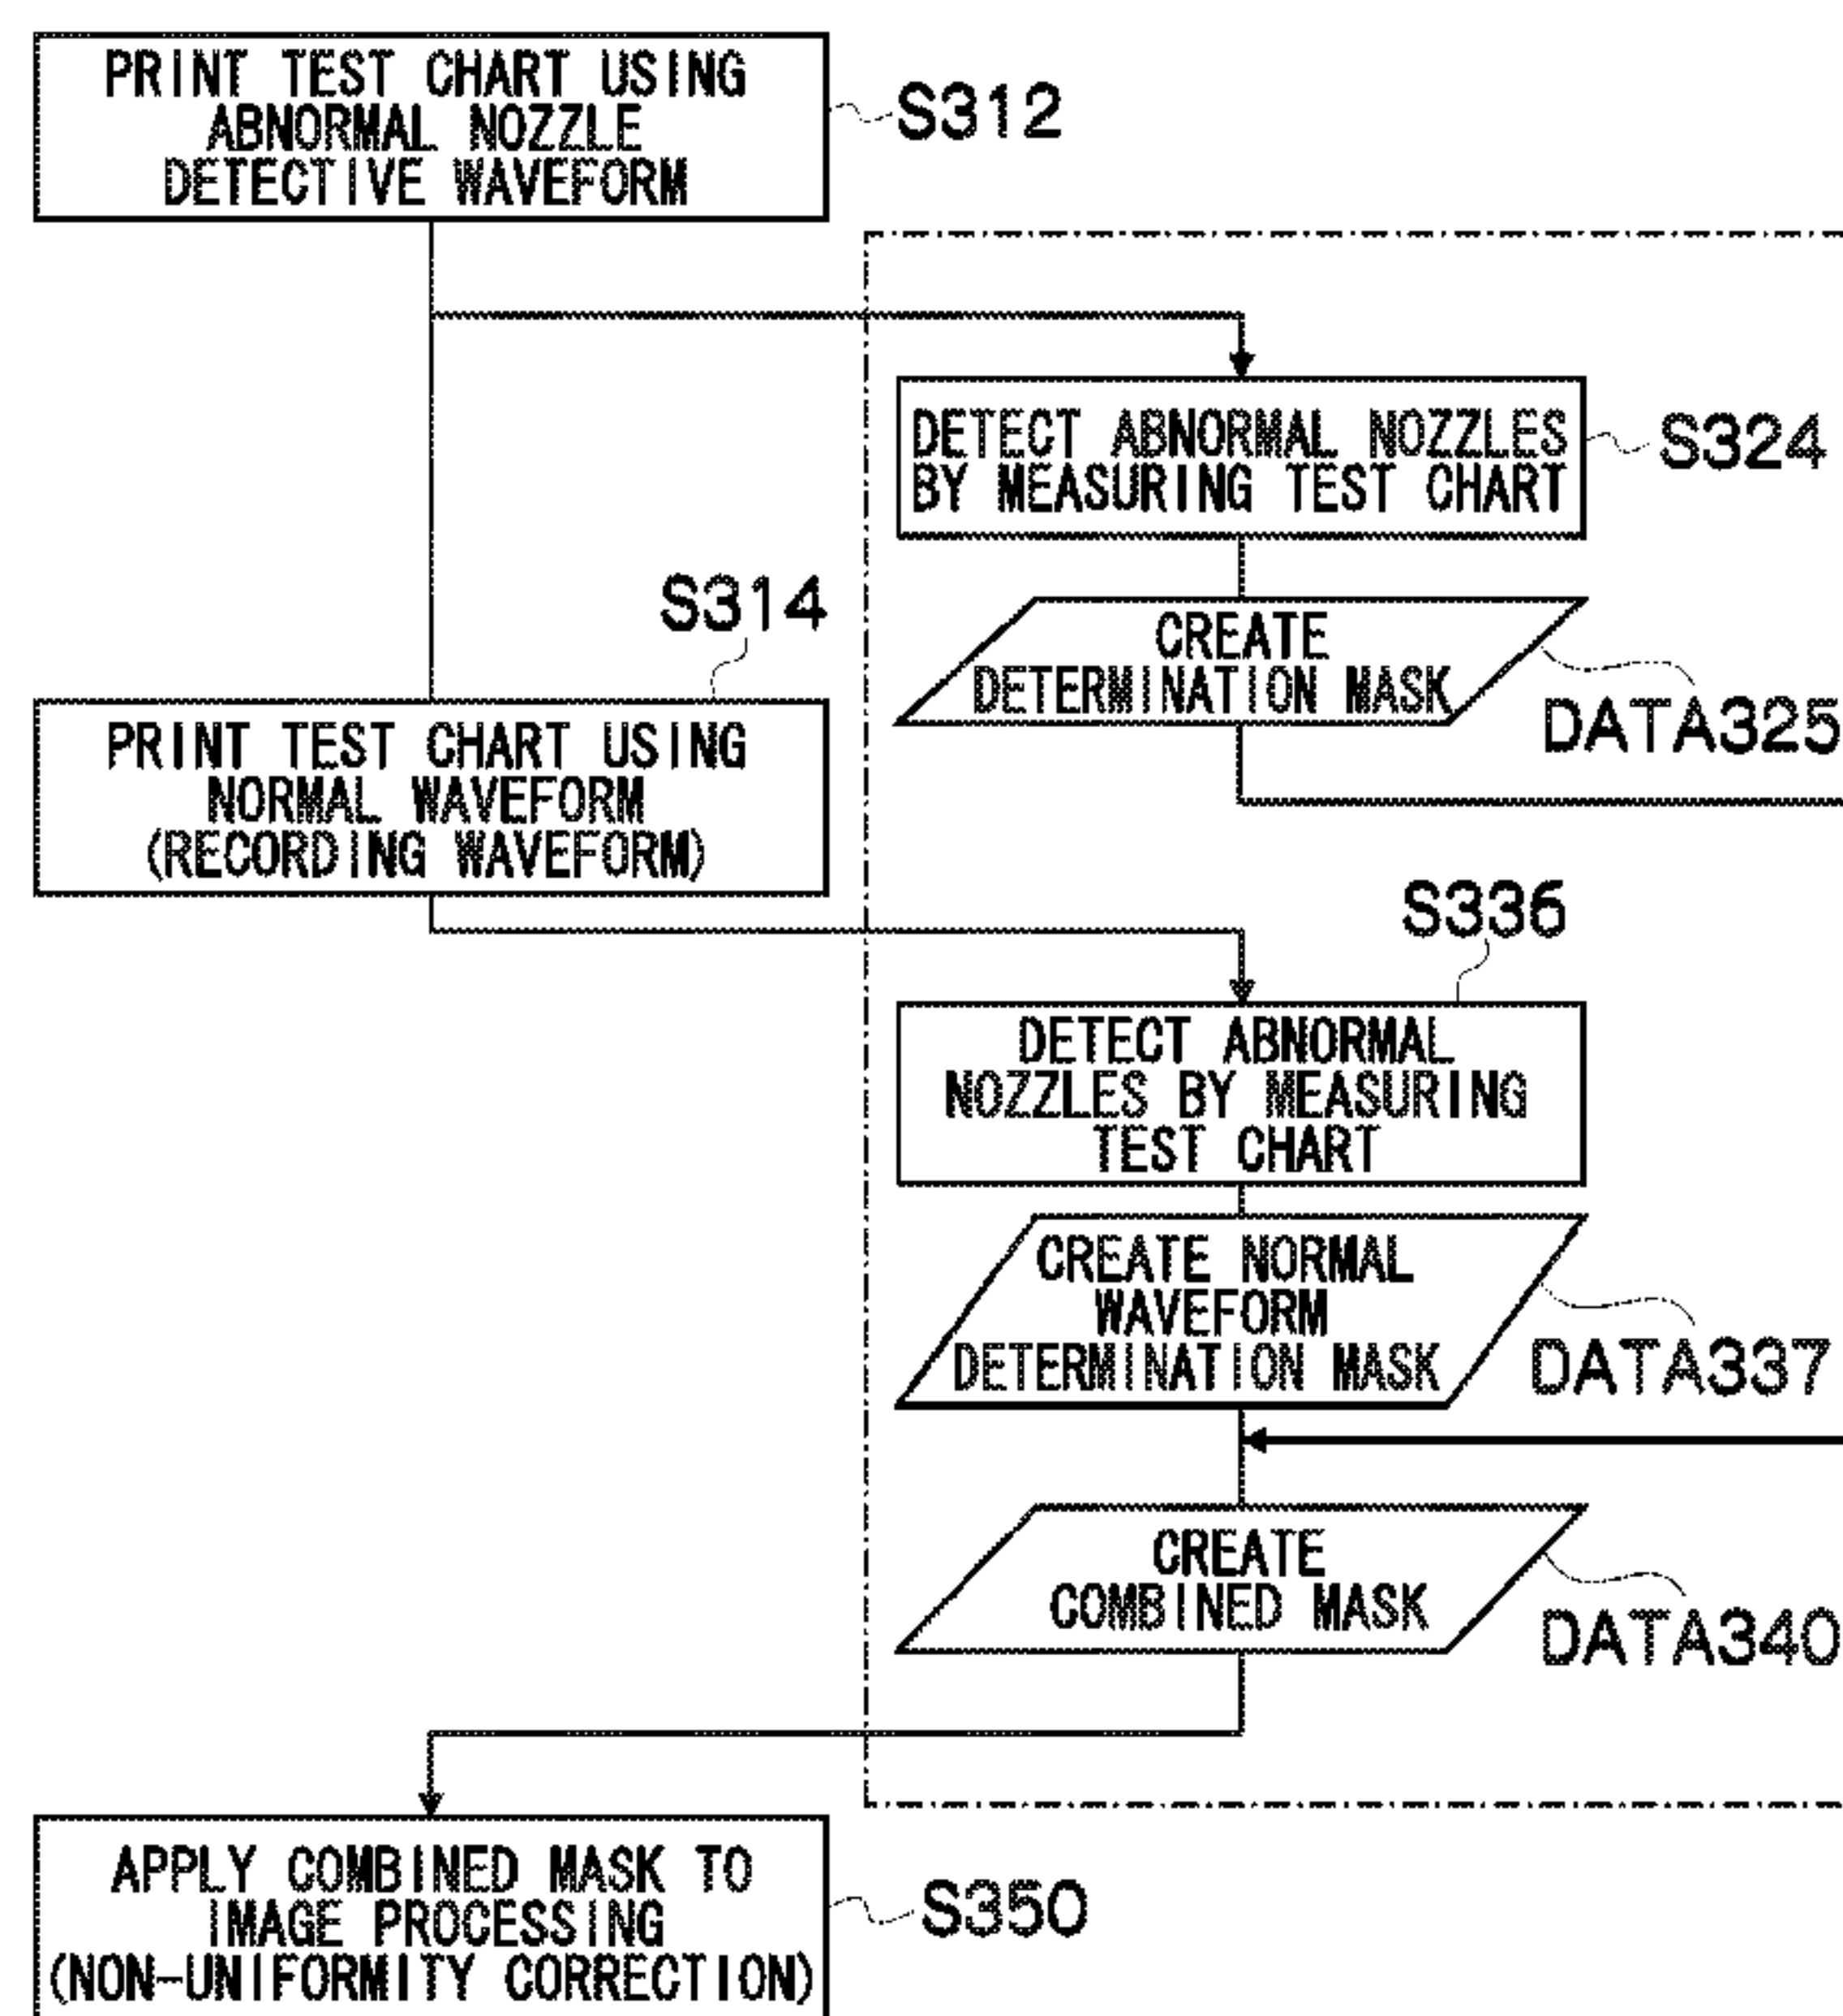 PRINT TEST CHART USING
ABNORMAL NOZZLE
DETECTIVE WAVEFORM
S312
DETECT ABNORMAL NOZZLES
BY MEASURING TEST CHART
S324
CREATE
DETERMINATION MASK
DATA325
S314
PRINT TEST CHART USING
NORMAL WAVEFORM
(RECORDING WAVEFORM)
S336
DETECT ABNORMAL
NOZZLES BY MEASURING
TEST CHART
CREATE NORMAL
WAVEFORM
DETERMINATION MASK
DATA337
CREATE
COMBINED MASK
DATA340
APPLY COMBINED MASK TO
IMAGE PROCESSING
(NON-UNIFORMITY CORRECTION)
S350